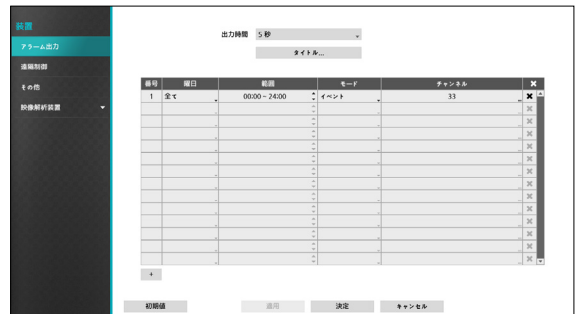 装置
アラーム出力
遠隔制御
その他
映像解析装置
出力時間 5 秒
タイトル...
番号 曜日 範囲 モード チャンネル
1 全て 00:00 ~ 24:00 イベント 33
+
初期値 適用 決定 キャンセル